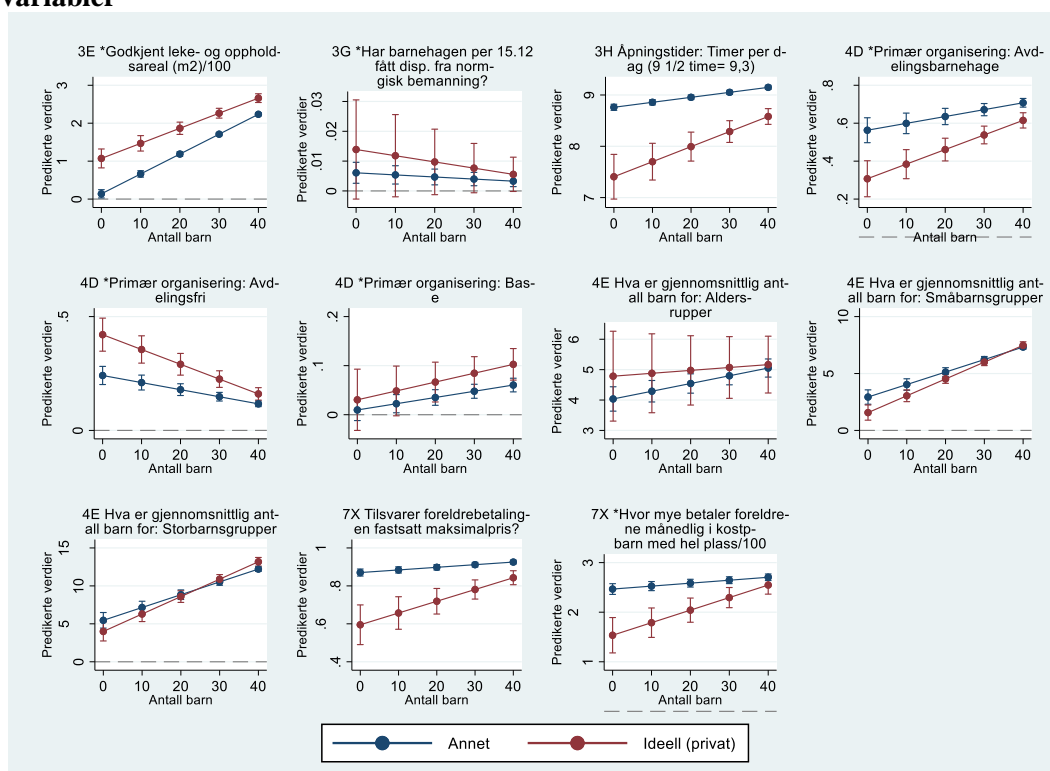 variabler
3E *Godkjent leke- og opphold-
sareal (m2)/100
Predikerte verdier
3
2
1
0
0 10 20 30 40
Antall barn
3G *Har barnehagen per 15.12
fått disp. fra norm-
gisk bemanning?
Predikerte verdier
.03
.02
.01
0
0 10 20 30 40
Antall barn
3H Åpningstider: Timer per d-
ag (9 1/2 time= 9,3)
Predikerte verdier
9
8
7
0 10 20 30 40
Antall barn
4D *Primær organisering: Avd-
elingsbarnehage
Predikerte verdier
.8
.6
.4
.2
0 10 20 30 40
Antall barn
4D *Primær organisering: Avd-
elingsfri
Predikerte verdier
.5
0
0 10 20 30 40
Antall barn
4D *Primær organisering: Bas-
e
Predikerte verdier
.2
.1
0
0 10 20 30 40
Antall barn
4E Hva er gjennomsnittlig ant-
all barn for: Alders-
rupper
Predikerte verdier
6
5
4
3
0 10 20 30 40
Antall barn
4E Hva er gjennomsnittlig ant-
all barn for: Småbarnsgrupper
Predikerte verdier
10
5
0
0 10 20 30 40
Antall barn
4E Hva er gjennomsnittlig ant-
all barn for: Storbarnsgrupper
Predikerte verdier
15
10
5
0
0 10 20 30 40
Antall barn
7X Tilsvarer foreldrebetaling-
en fastsatt maksimalpris?
Predikerte verdier
1
.8
.6
.4
0 10 20 30 40
Antall barn
7X *Hvor mye betaler foreldre-
ne månedlig i kostp-
barn med hel plass/100
Predikerte verdier
3
2
1
0 10 20 30 40
Antall barn
Annet
Ideell (privat)